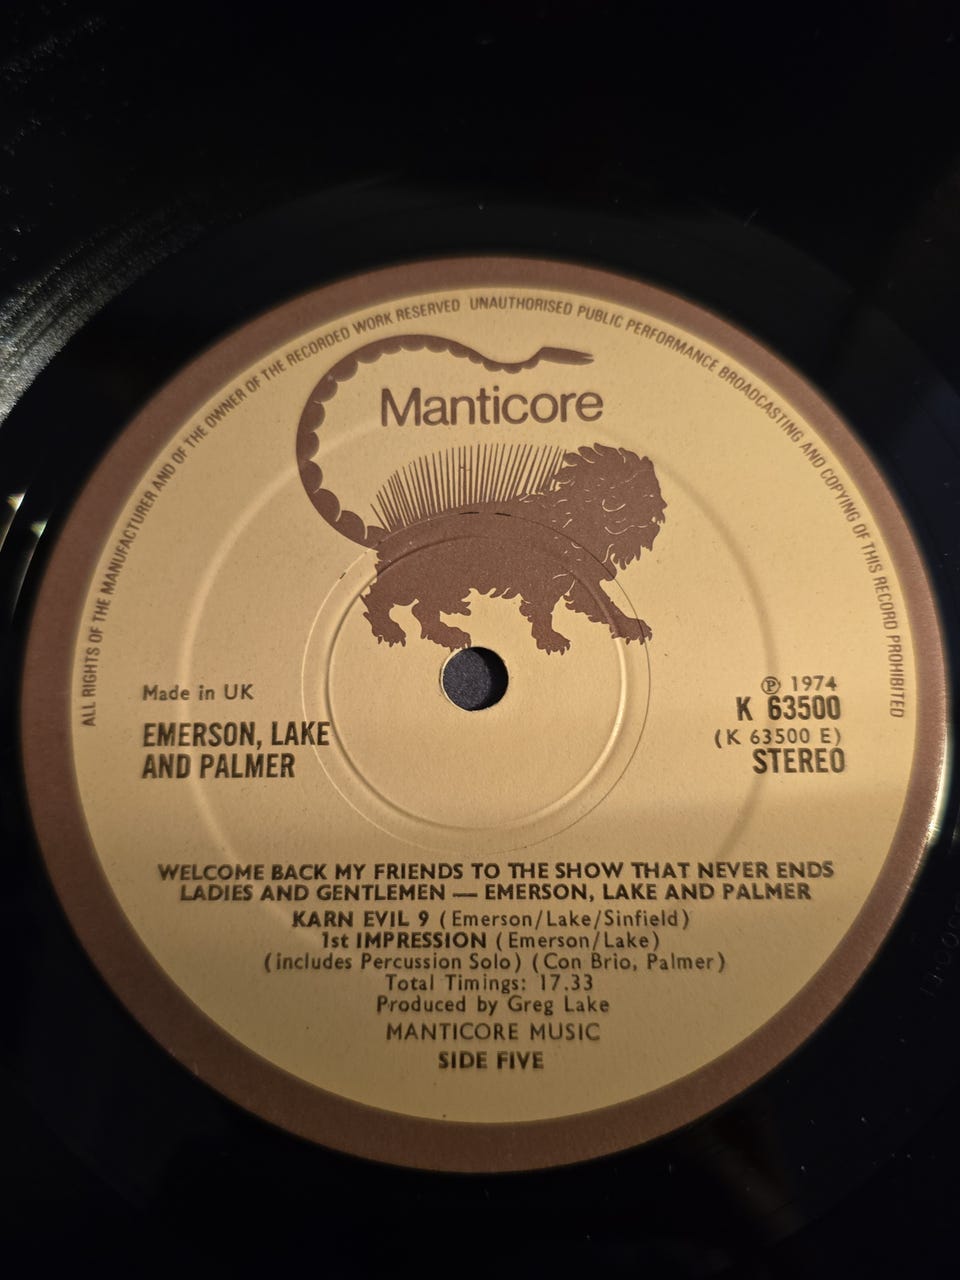 ALL RIGHTS OF THE MANUFACTURER AND OF THE OWNER OF THE RECORDED WORK RESERVED UNAUTHORISED PUBLIC PERFORMANCE BROADCASTING AND COPYING OF THIS RECORD PROHIBITED
Manticore
Made in UK
EMERSON, LAKE
AND PALMER
Ⓟ 1974
K 63500
(K 63500 E)
STEREO
WELCOME BACK MY FRIENDS TO THE SHOW THAT NEVER ENDS
LADIES AND GENTLEMEN — EMERSON, LAKE AND PALMER
KARN EVIL 9 (Emerson/Lake/Sinfield)
1st IMPRESSION (Emerson/Lake)
(includes Percussion Solo) (Con Brio, Palmer)
Total Timings: 17.33
Produced by Greg Lake
MANTICORE MUSIC
SIDE FIVE